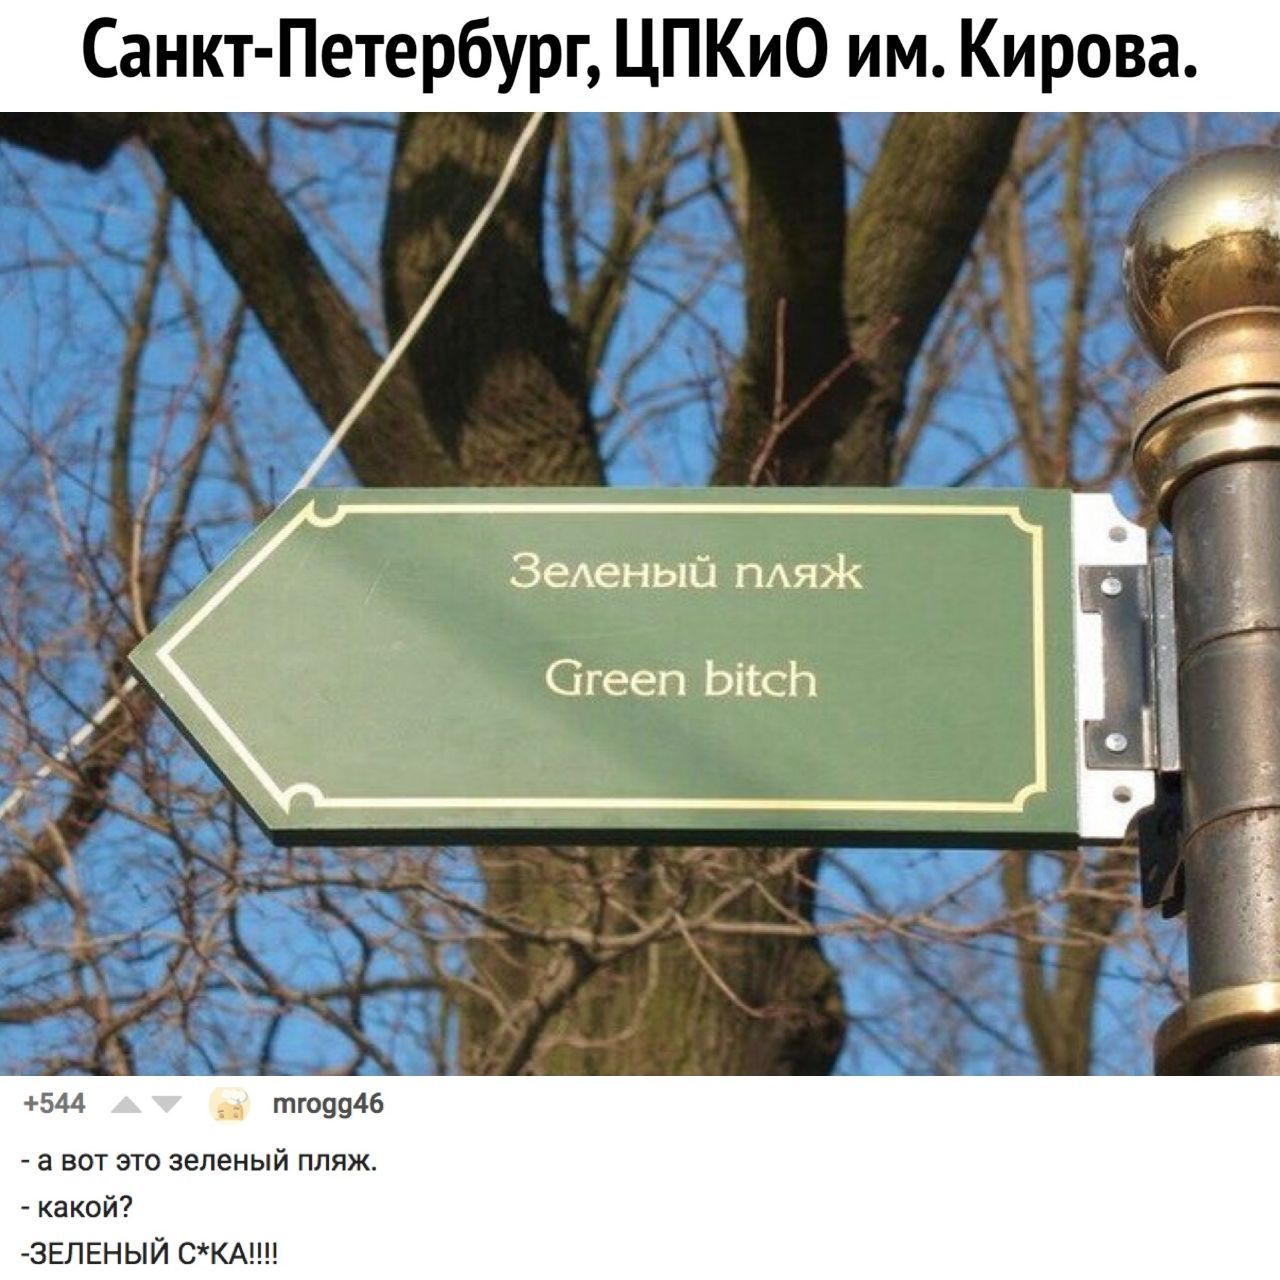 Санкт-Петербург, ЦПКиО им. Кирова.
Зеленый пляж
Green bitch
+544 mrogg46
- а вот это зеленый пляж.
- какой?
-ЗЕЛЕНЫЙ С*КА!!!!